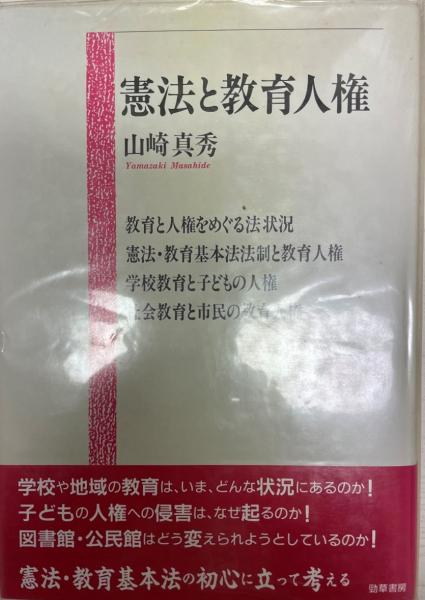 憲法と教育人権
山崎真秀
Yamazaki Masahide
教育と人権をめぐる法状況
憲法・教育基本法法制と教育人権
学校教育と子どもの人権
社会教育と市民の教育人権
学校や地域の教育は、いま、どんな状況にあるのか!
子どもの人権への侵害は、なぜ起るのか!
図書館・公民館はどう変えられようとしているのか!
憲法・教育基本法の初心に立って考える
勁草書房